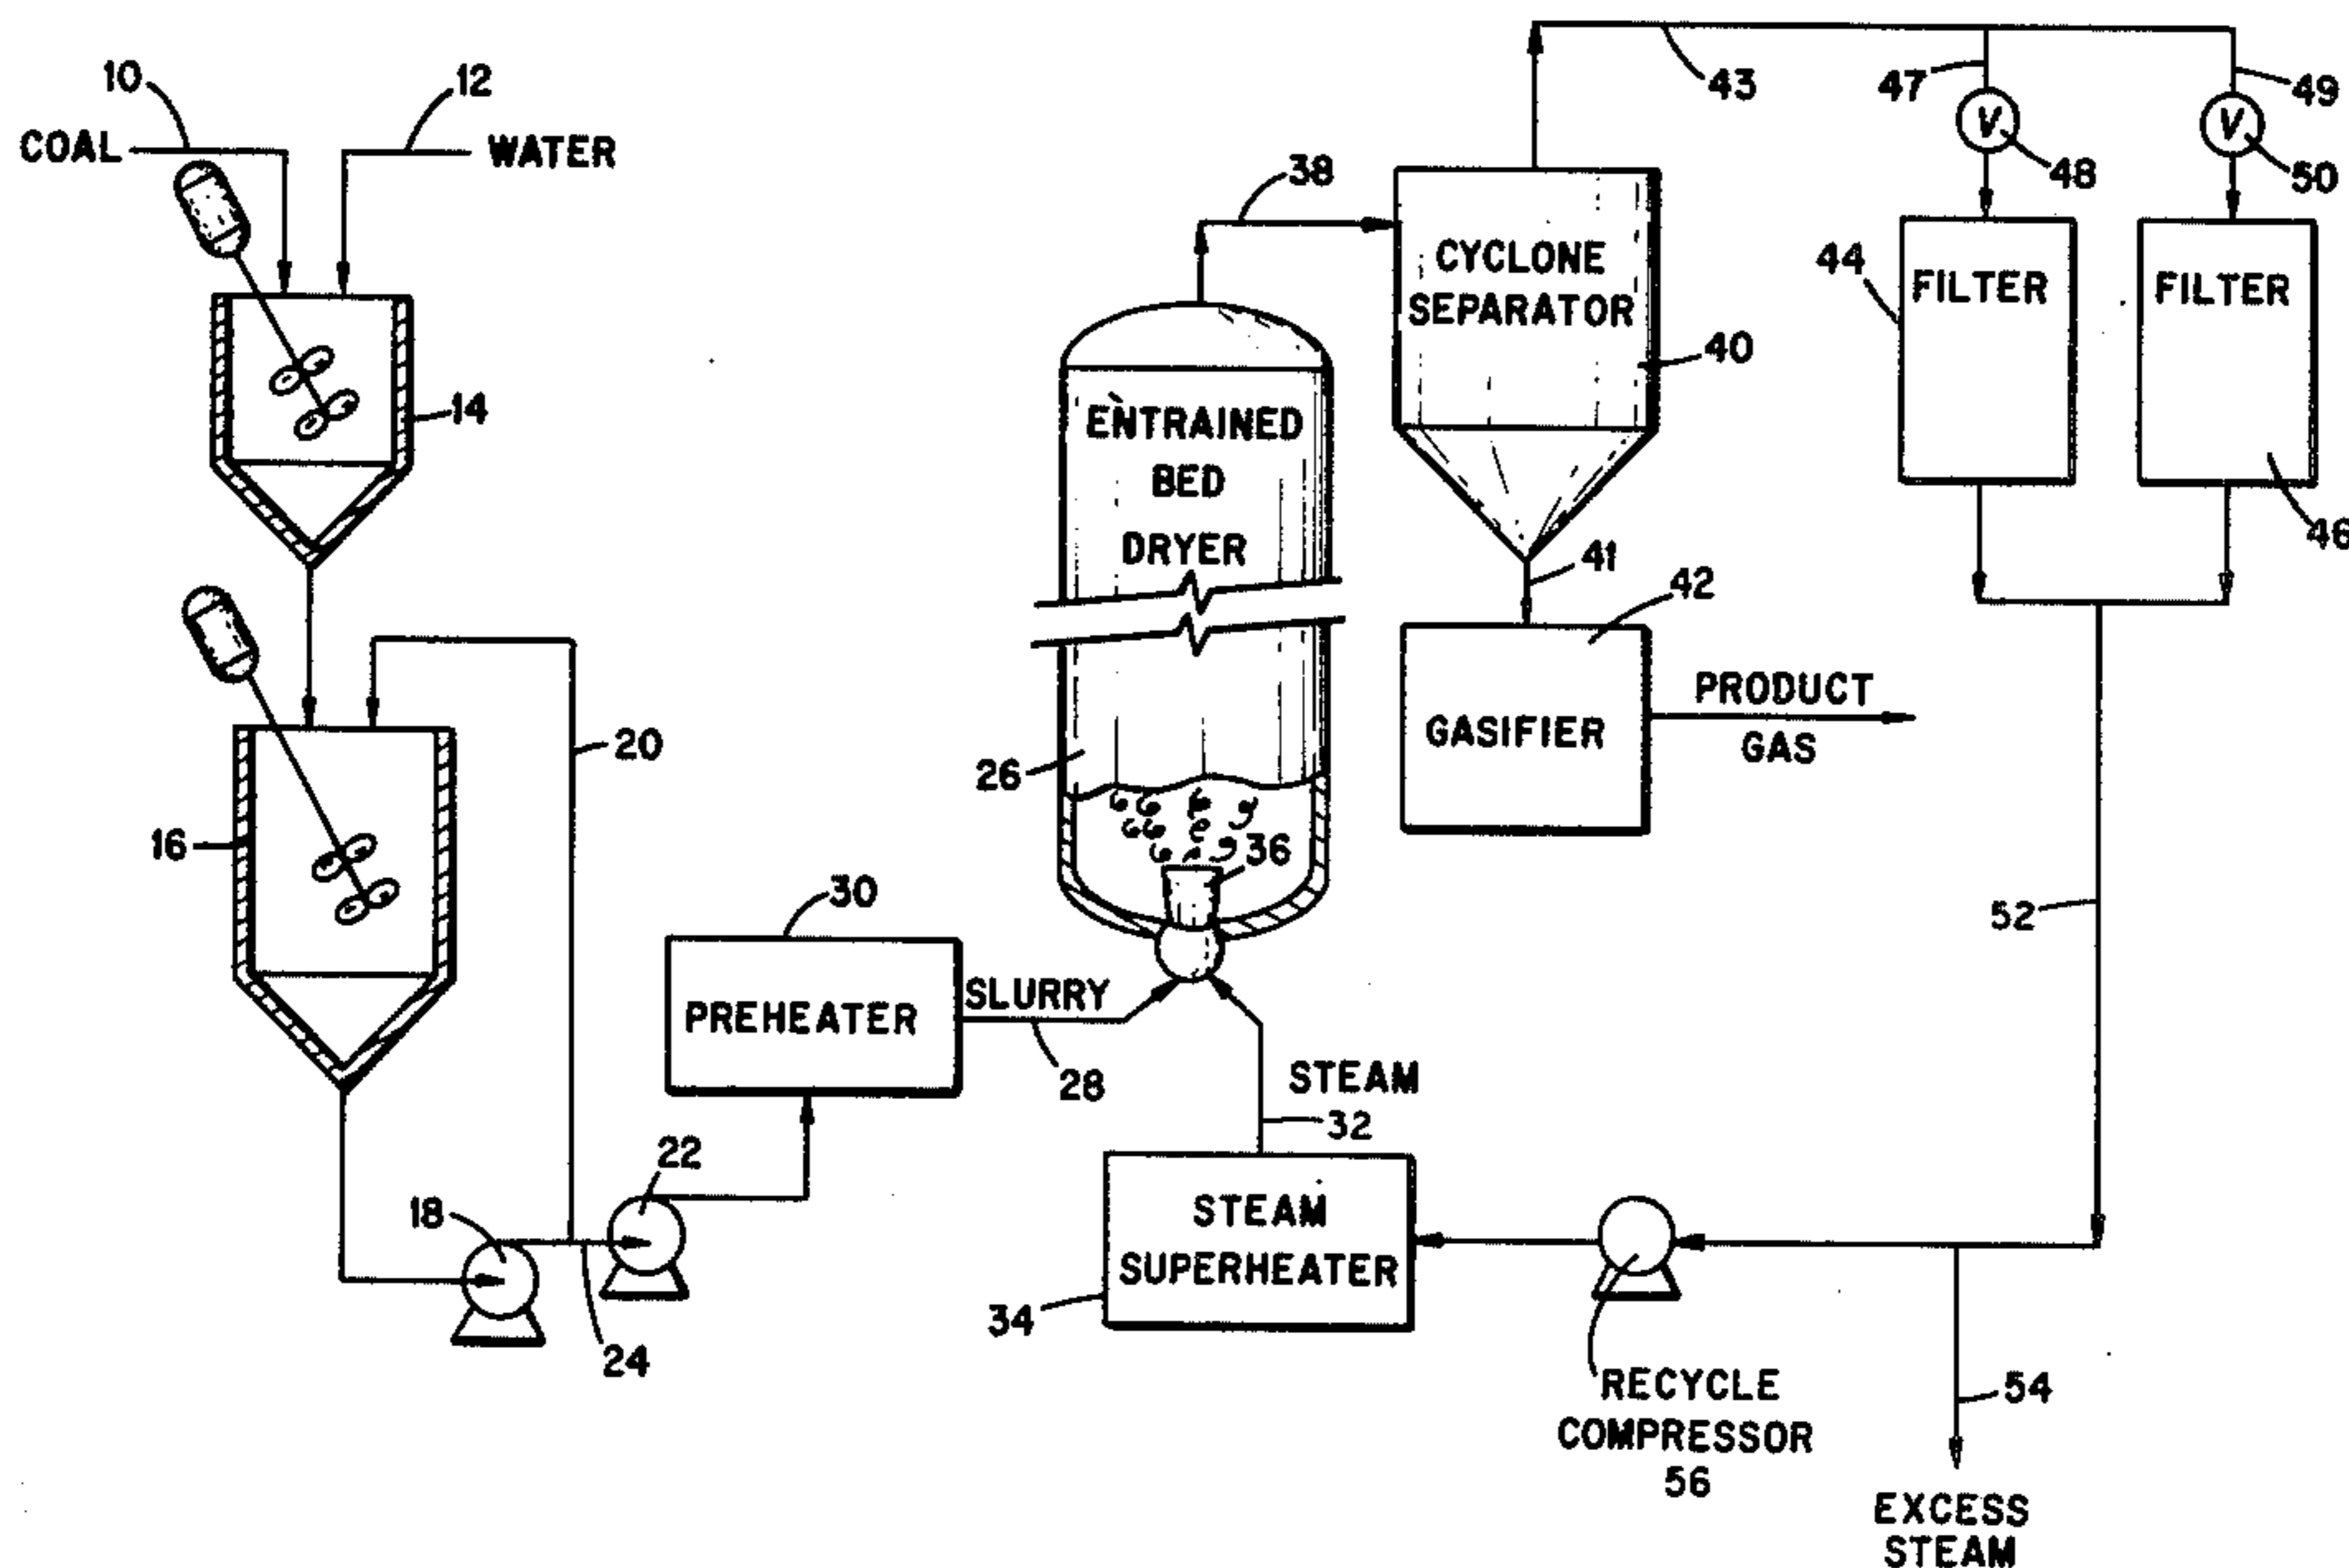 10
12
COAL
WATER
14
16
20
18
22
24
30
PREHEATER
SLURRY
28
26
ENTRAINED
BED
DRYER
36
38
CYCLONE
SEPARATOR
40
41
42
GASIFIER
PRODUCT
GAS
43
47
49
V
V
48
50
44
FILTER
FILTER
46
52
STEAM
32
STEAM
SUPERHEATER
34
RECYCLE
COMPRESSOR
56
54
EXCESS
STEAM